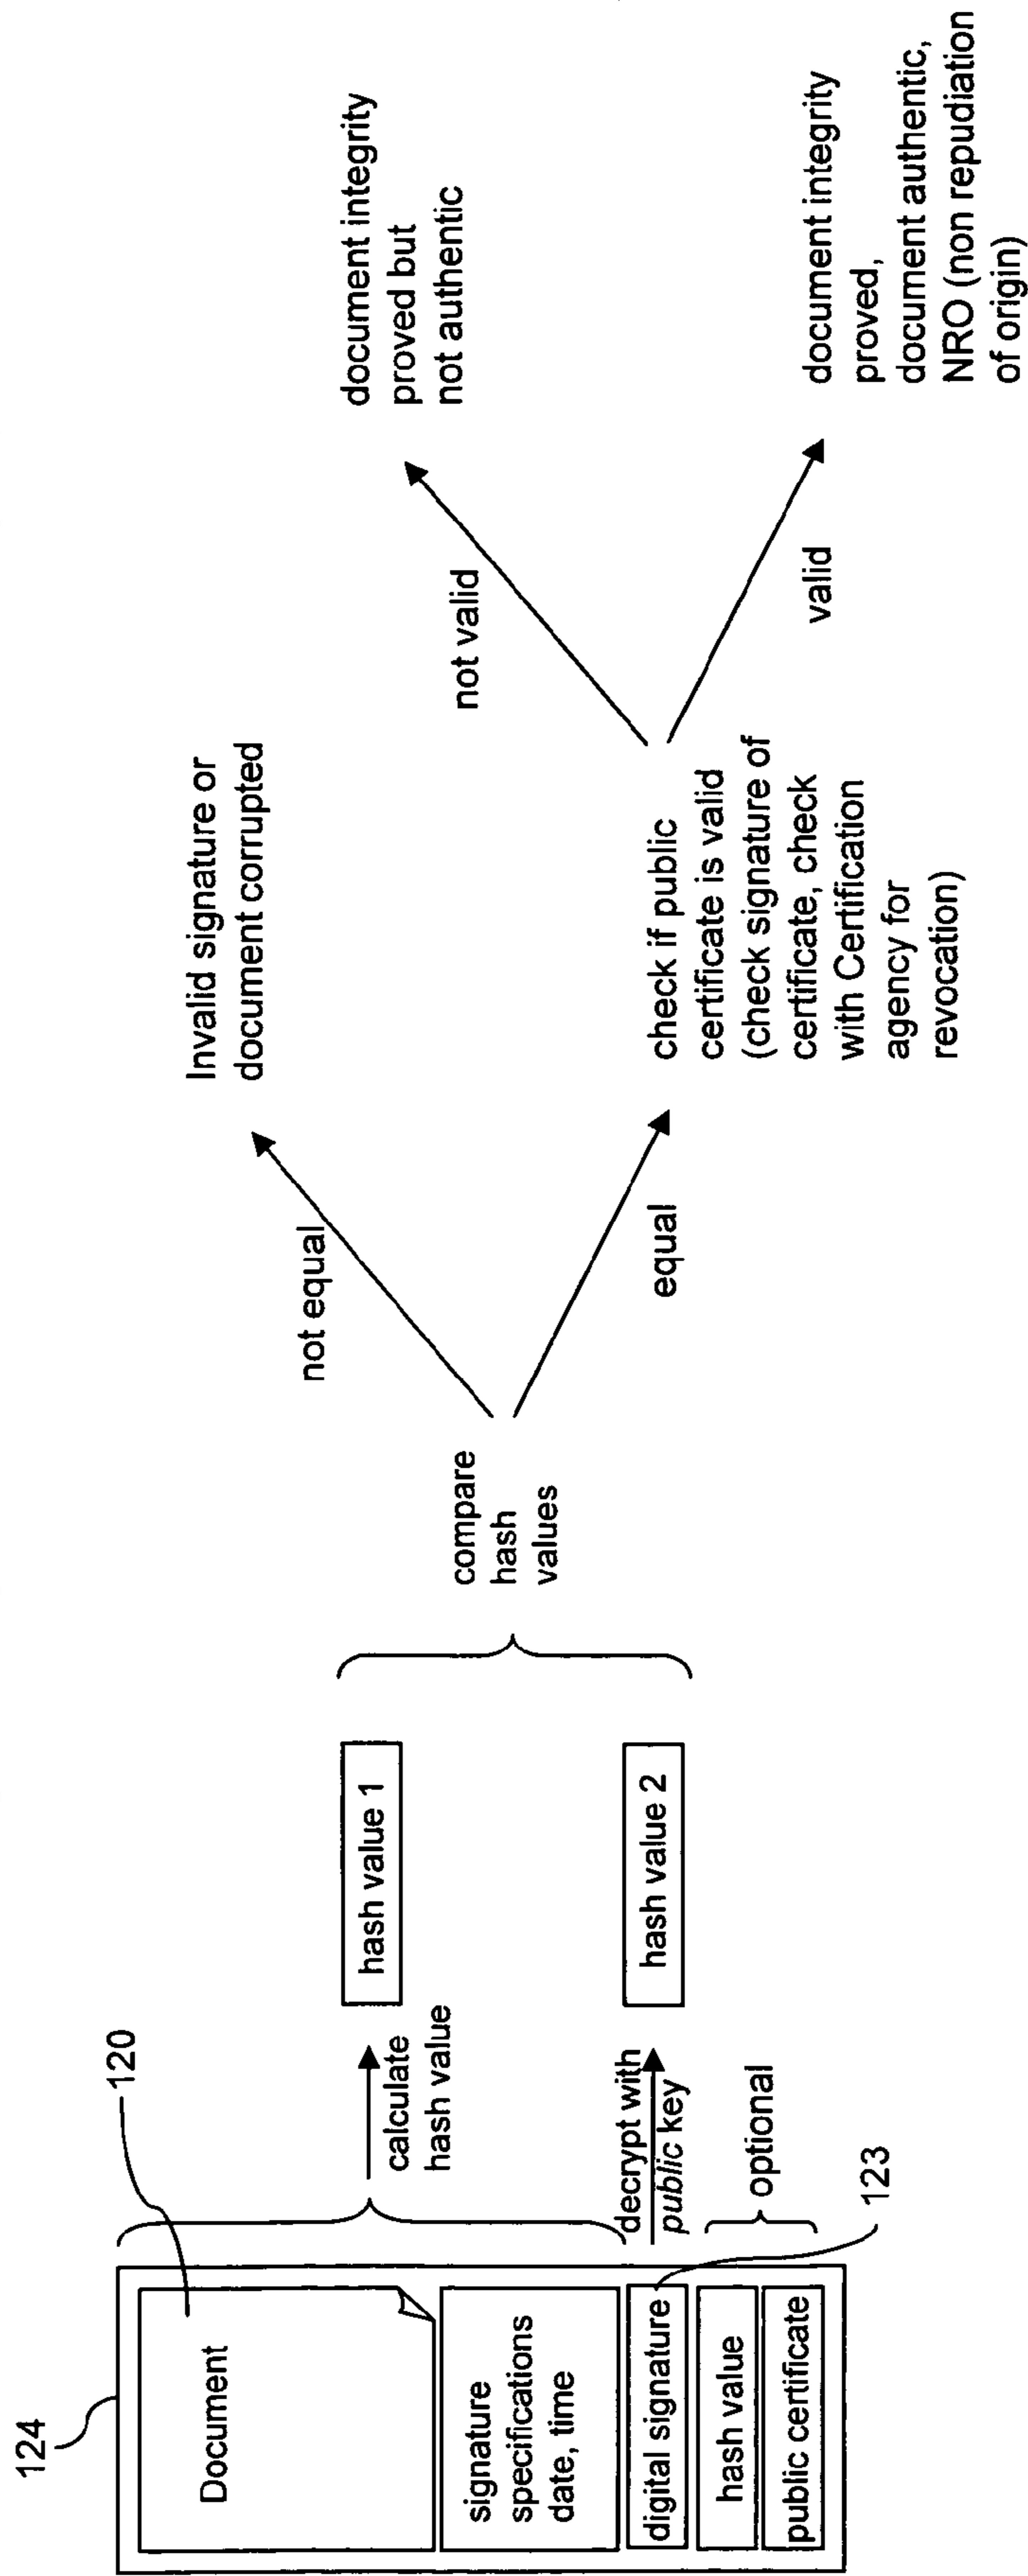 124
120
Document
signature
specifications
date, time
digital signature
hash value
public certificate
calculate
hash value
decrypt with
public key
optional
123
hash value 1
hash value 2
compare
hash
values
not equal
equal
Invalid signature or
document corrupted
check if public
certificate is valid
(check signature of
certificate, check
with Certification
agency for
revocation)
not valid
valid
document integrity
proved but
not authentic
document integrity
proved,
document authentic,
NRO (non repudiation
of origin)